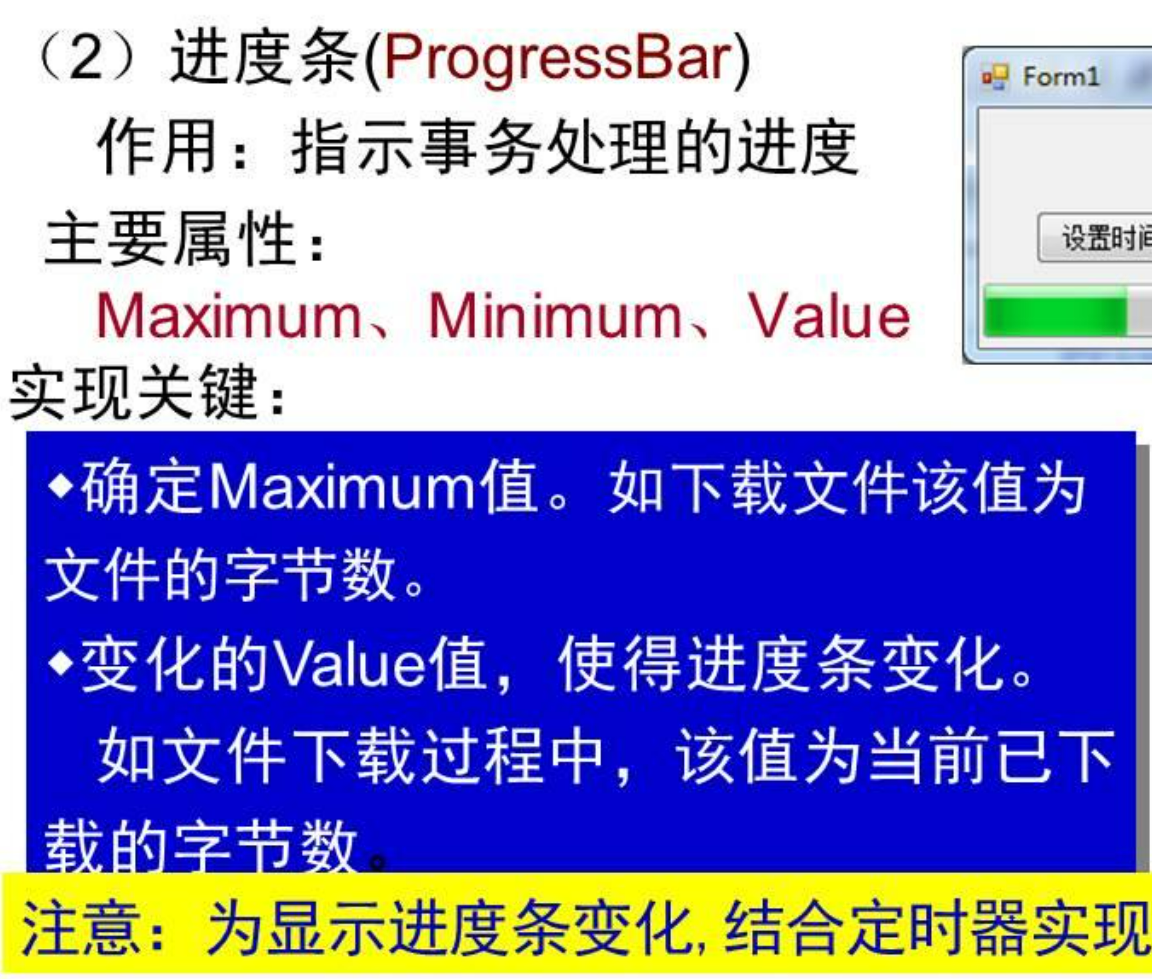 （2）进度条(ProgressBar)
Form1
作用：指示事务处理的进度
主要属性：
设置时间
Maximum、Minimum、Value
实现关键：
◆确定Maximum值。如下载文件该值为
文件的字节数。
◆变化的Value值，使得进度条变化。
如文件下载过程中，该值为当前已下
载的字节数。
注意：为显示进度条变化,结合定时器实现